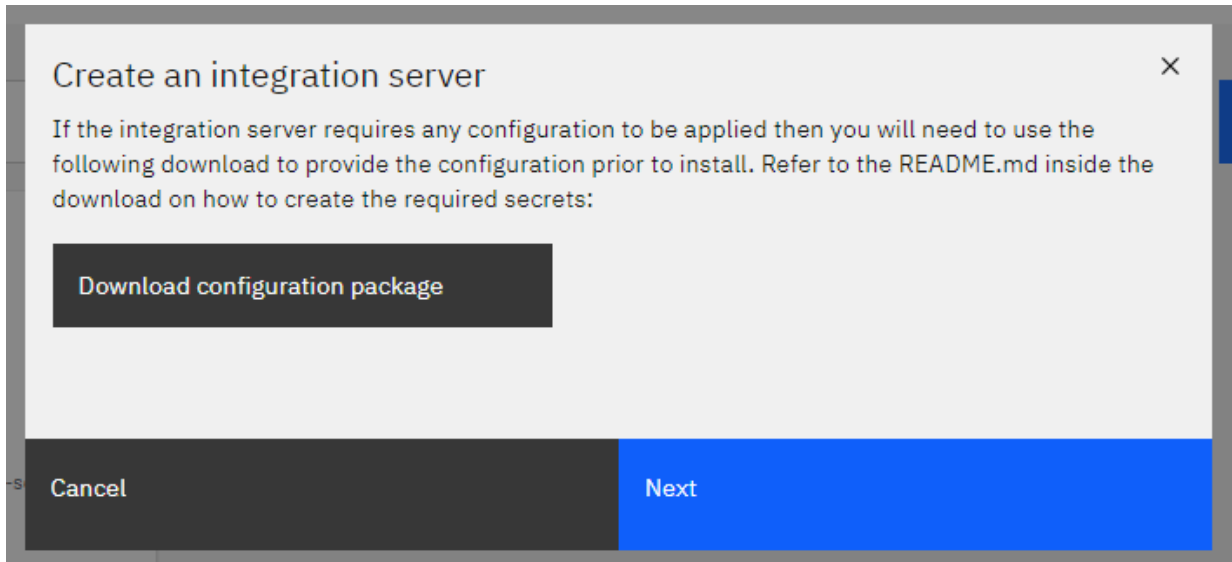 Create an integration server
If the integration server requires any configuration to be applied then you will need to use the
following download to provide the configuration prior to install. Refer to the README.md inside the
download on how to create the required secrets:
Download configuration package
-s
Cancel
Next